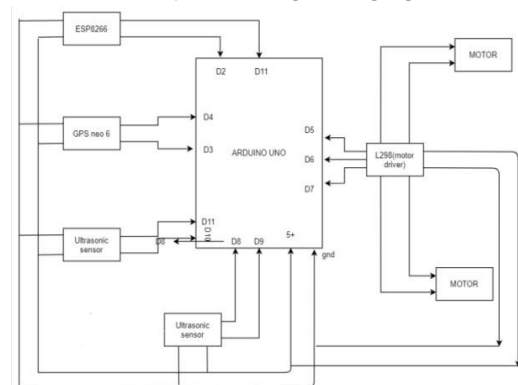 ESP8266
D2
D11
MOTOR
D4
GPS neo 6
D3
ARDUINO UNO
D5
D6
D7
L298(motor
driver)
D11
D10
D8
Ultrasonic
sensor
D8
D9
5+
gnd
MOTOR
Ultrasonic
sensor